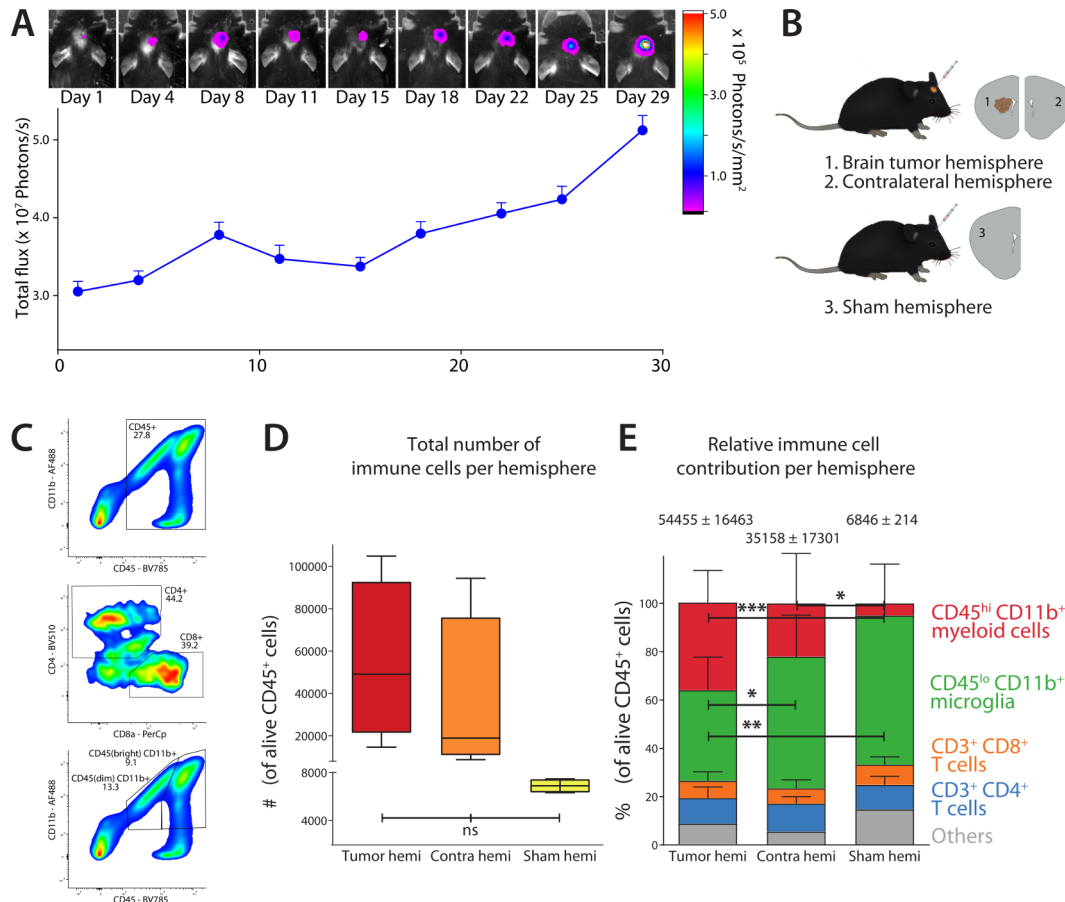 A
Day 1
Day 4
Day 8
Day 11
Day 15
Day 18
Day 22
Day 25
Day 29
5.0
3.0
1.0
x 10⁵ Photons/s/mm²
Total flux (x 10⁷ Photons/s)
5.0
4.0
3.0
0
10
20
30
B
1
2
1. Brain tumor hemisphere
2. Contralateral hemisphere
3
3. Sham hemisphere
C
CD45+
27.8
CD11b - AF488
CD45 - BV785
CD4+
44.2
CD8+
39.2
CD4 - BV510
CD8a - PerCp
CD45(bright) CD11b+
9.1
CD45(dim) CD11b+
13.3
CD11b - AF488
CD45 - BV785
D
Total number of
immune cells per hemisphere
# (of alive CD45⁺ cells)
100000
80000
60000
40000
20000
8000
4000
ns
Tumor hemi
Contra hemi
Sham hemi
E
Relative immune cell
contribution per hemisphere
54455 ± 16463
35158 ± 17301
6846 ± 214
% (of alive CD45⁺ cells)
100
80
60
40
20
0
*
***
*
**
Tumor hemi
Contra hemi
Sham hemi
CD45ʰⁱ CD11b⁺
myeloid cells
CD45ˡᵒ CD11b⁺
microglia
CD3⁺ CD8⁺
T cells
CD3⁺ CD4⁺
T cells
Others